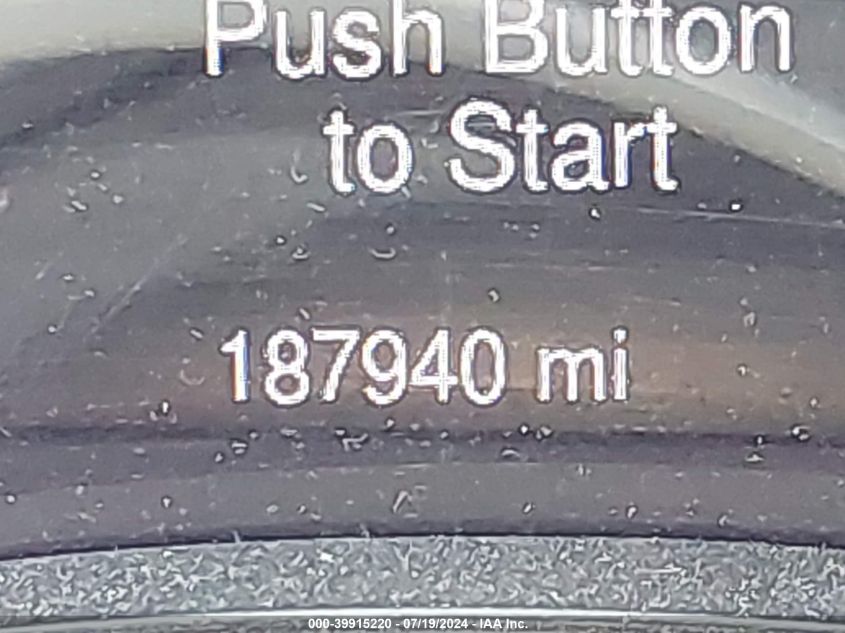 Push Button
to Start
187940 mi
000-39915220 - 07/19/2024 - IAA Inc.